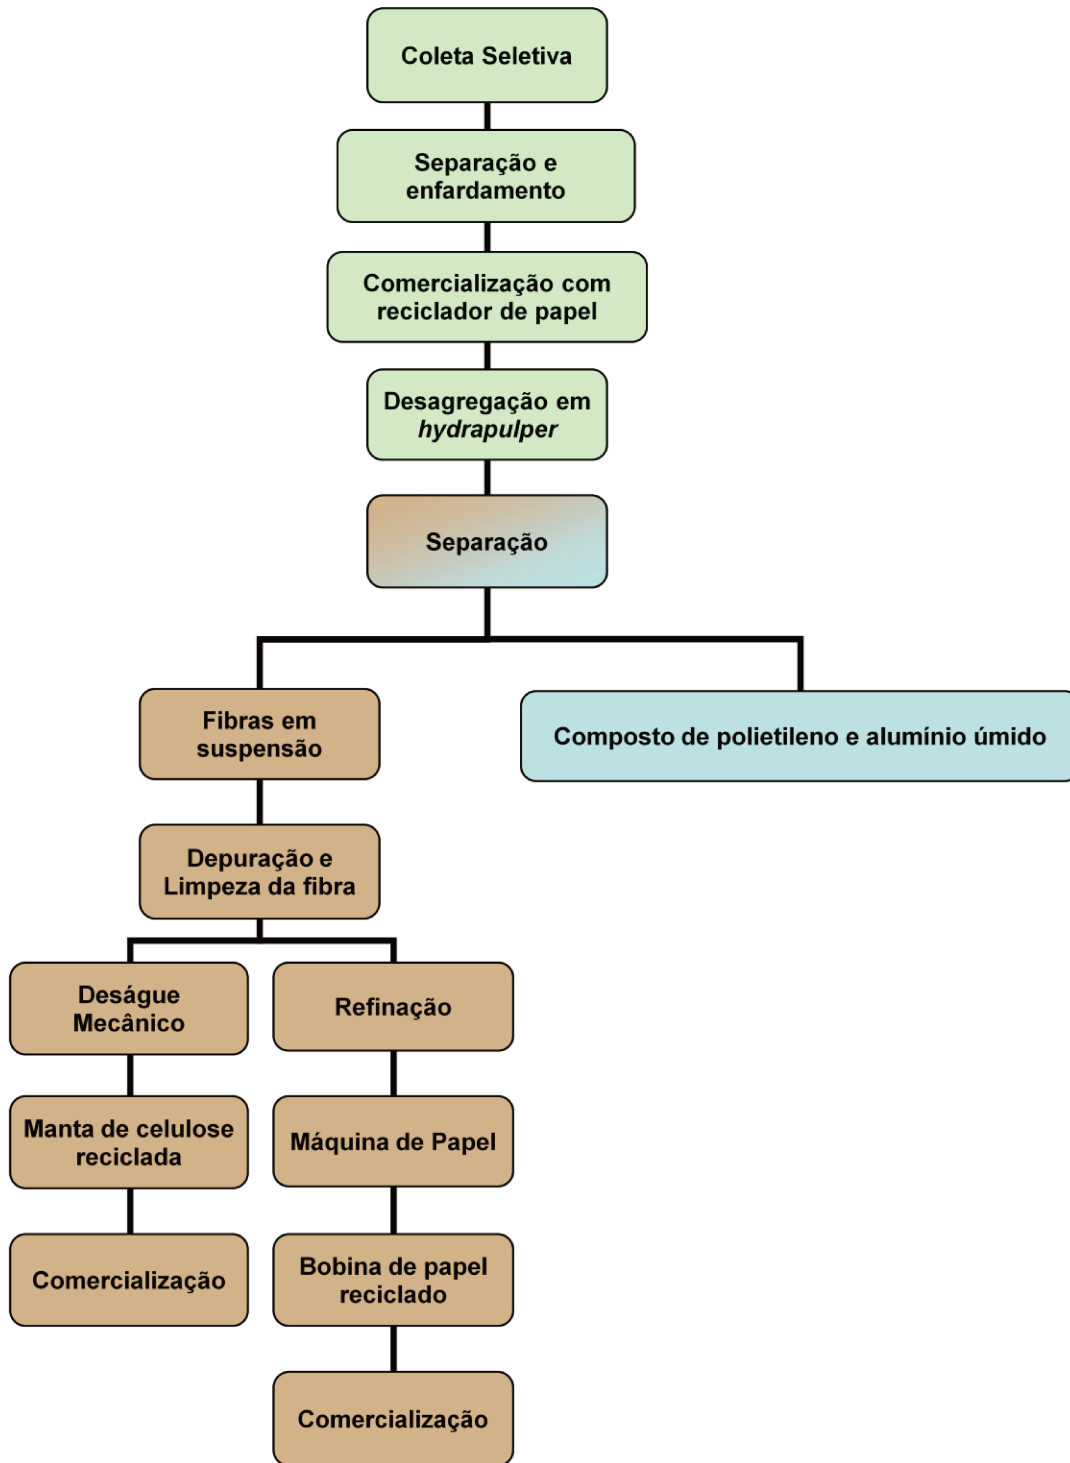 Coleta Seletiva
Separação e
enfardamento
Comercialização com
reciclador de papel
Desagregação em
hydrapulper
Separação
Fibras em
suspensão
Composto de polietileno e alumínio úmido
Depuração e
Limpeza da fibra
Deságue
Mecânico
Refinação
Manta de celulose
reciclada
Máquina de Papel
Comercialização
Bobina de papel
reciclado
Comercialização